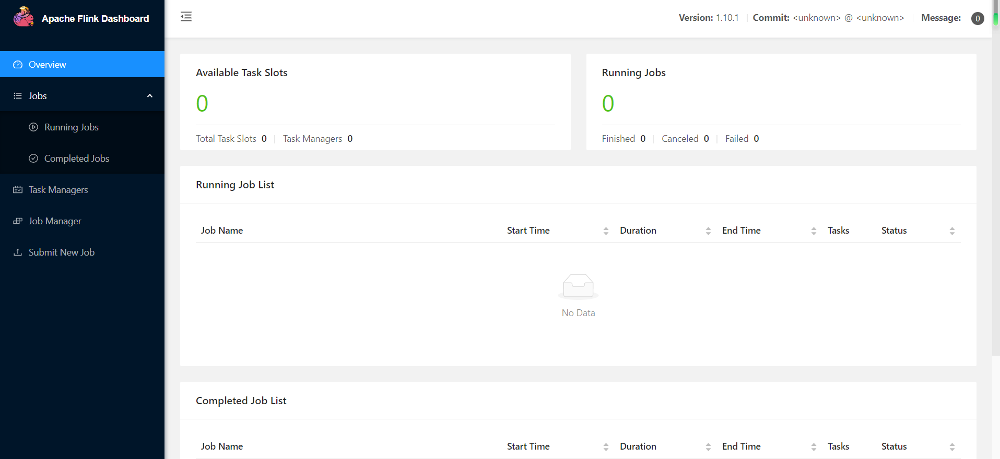 Apache Flink Dashboard
Version: 1.10.1 Commit: <unknown> @ <unknown> Message: 0
Overview
Jobs
Running Jobs
Completed Jobs
Task Managers
Job Manager
Submit New Job
Available Task Slots
0
Total Task Slots 0 Task Managers 0
Running Jobs
0
Finished 0 Canceled 0 Failed 0
Running Job List
Job Name Start Time Duration End Time Tasks Status
No Data
Completed Job List
Job Name Start Time Duration End Time Tasks Status